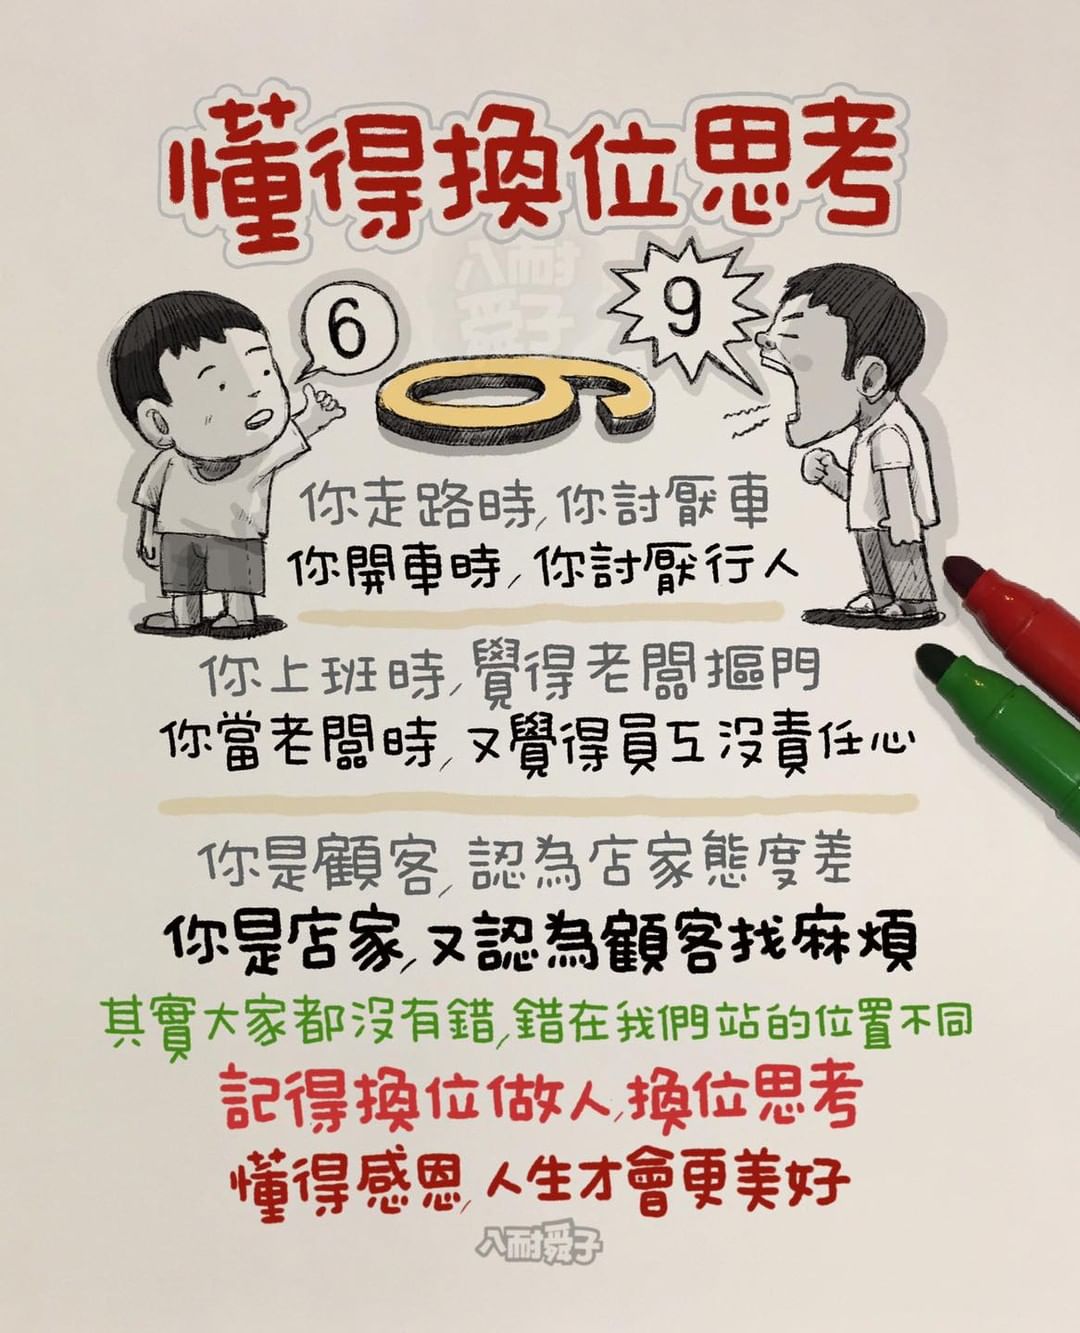 懂得換位思考
八耐
舜子
6
9
6
你走路時,你討厭車
你開車時,你討厭行人
你上班時,覺得老闆摳門
你當老闆時,又覺得員工沒責任心
你是顧客,認為店家態度差
你是店家,又認為顧客找麻煩
其實大家都沒有錯,錯在我們站的位置不同
記得換位做人,換位思考
懂得感恩,人生才會更美好
八耐舜子